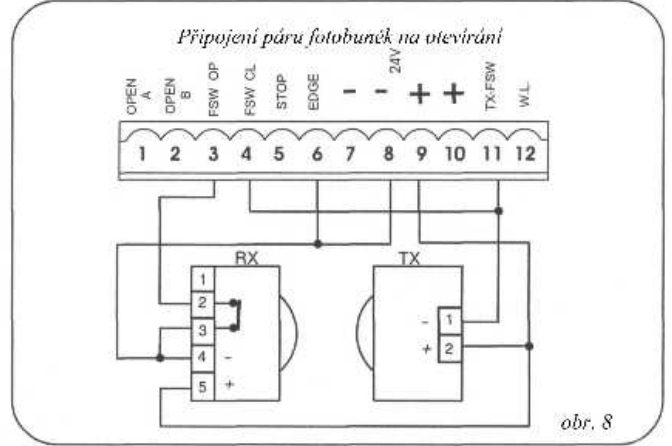 Připojení páru fotobuněk na otevírání
OPEN A
OPEN B
FSW OP
FSW CL
STOP
EDGE
-
- 24V
+
+
TX-FSW
W.L.
1 2 3 4 5 6 7 8 9 10 11 12
RX
TX
1
2
3
4 -
5 +
- 1
+ 2
obr. 8